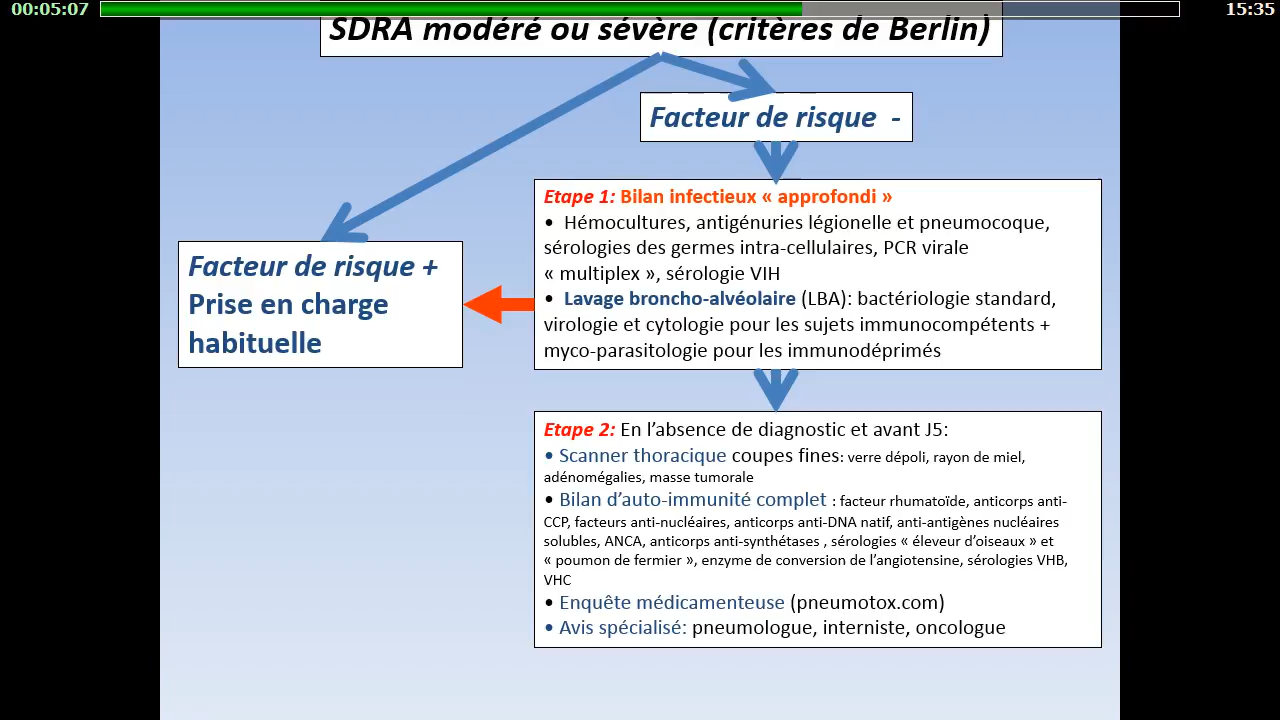 00:05:07
15:35
SDRA modéré ou sévère (critères de Berlin)
Facteur de risque -
Etape 1: Bilan infectieux « approfondi »
• Hémocultures, antigénuries légionelle et pneumocoque,
sérologies des germes intra-cellulaires, PCR virale
« multiplex », sérologie VIH
• Lavage broncho-alvéolaire (LBA): bactériologie standard,
virologie et cytologie pour les sujets immunocompétents +
myco-parasitologie pour les immunodéprimés
Facteur de risque +
Prise en charge
habituelle
Etape 2: En l’absence de diagnostic et avant J5:
• Scanner thoracique coupes fines: verre dépoli, rayon de miel,
adénomégalies, masse tumorale
• Bilan d’auto-immunité complet : facteur rhumatoïde, anticorps anti-
CCP, facteurs anti-nucléaires, anticorps anti-DNA natif, anti-antigènes nucléaires
solubles, ANCA, anticorps anti-synthétases , sérologies « éleveur d’oiseaux » et
« poumon de fermier », enzyme de conversion de l’angiotensine, sérologies VHB,
VHC
• Enquête médicamenteuse (pneumotox.com)
• Avis spécialisé: pneumologue, interniste, oncologue